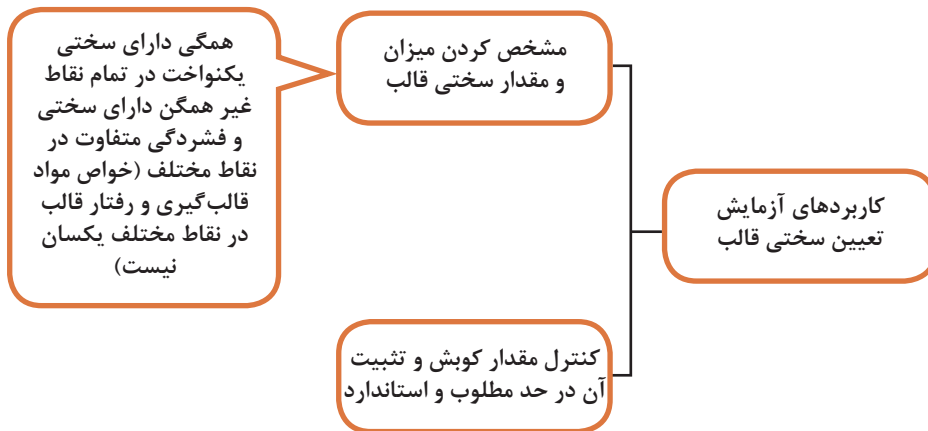 کاربردهای آزمایش
تعیین سختی قالب
مشخص کردن میزان
و مقدار سختی قالب
همگی دارای سختی
یکنواخت در تمام نقاط
غیر همگن دارای سختی
و فشردگی متفاوت در
نقاط مختلف (خواص مواد
قالب‌گیری و رفتار قالب
در نقاط مختلف یکسان
نیست)
کنترل مقدار کوبش و تثبیت
آن در حد مطلوب و استاندارد